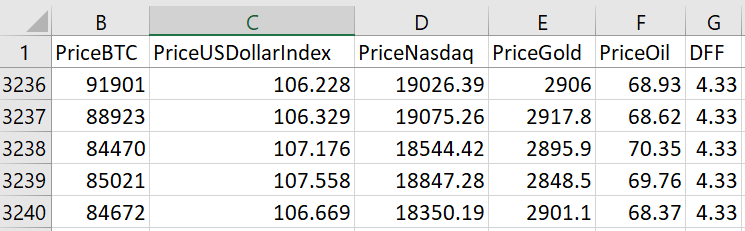 B C D E F G
1 PriceBTC PriceUSDollarIndex PriceNasdaq PriceGold PriceOil DFF
3236 91901 106.228 19026.39 2906 68.93 4.33
3237 88923 106.329 19075.26 2917.8 68.62 4.33
3238 84470 107.176 18544.42 2895.9 70.35 4.33
3239 85021 107.558 18847.28 2848.5 69.76 4.33
3240 84672 106.669 18350.19 2901.1 68.37 4.33